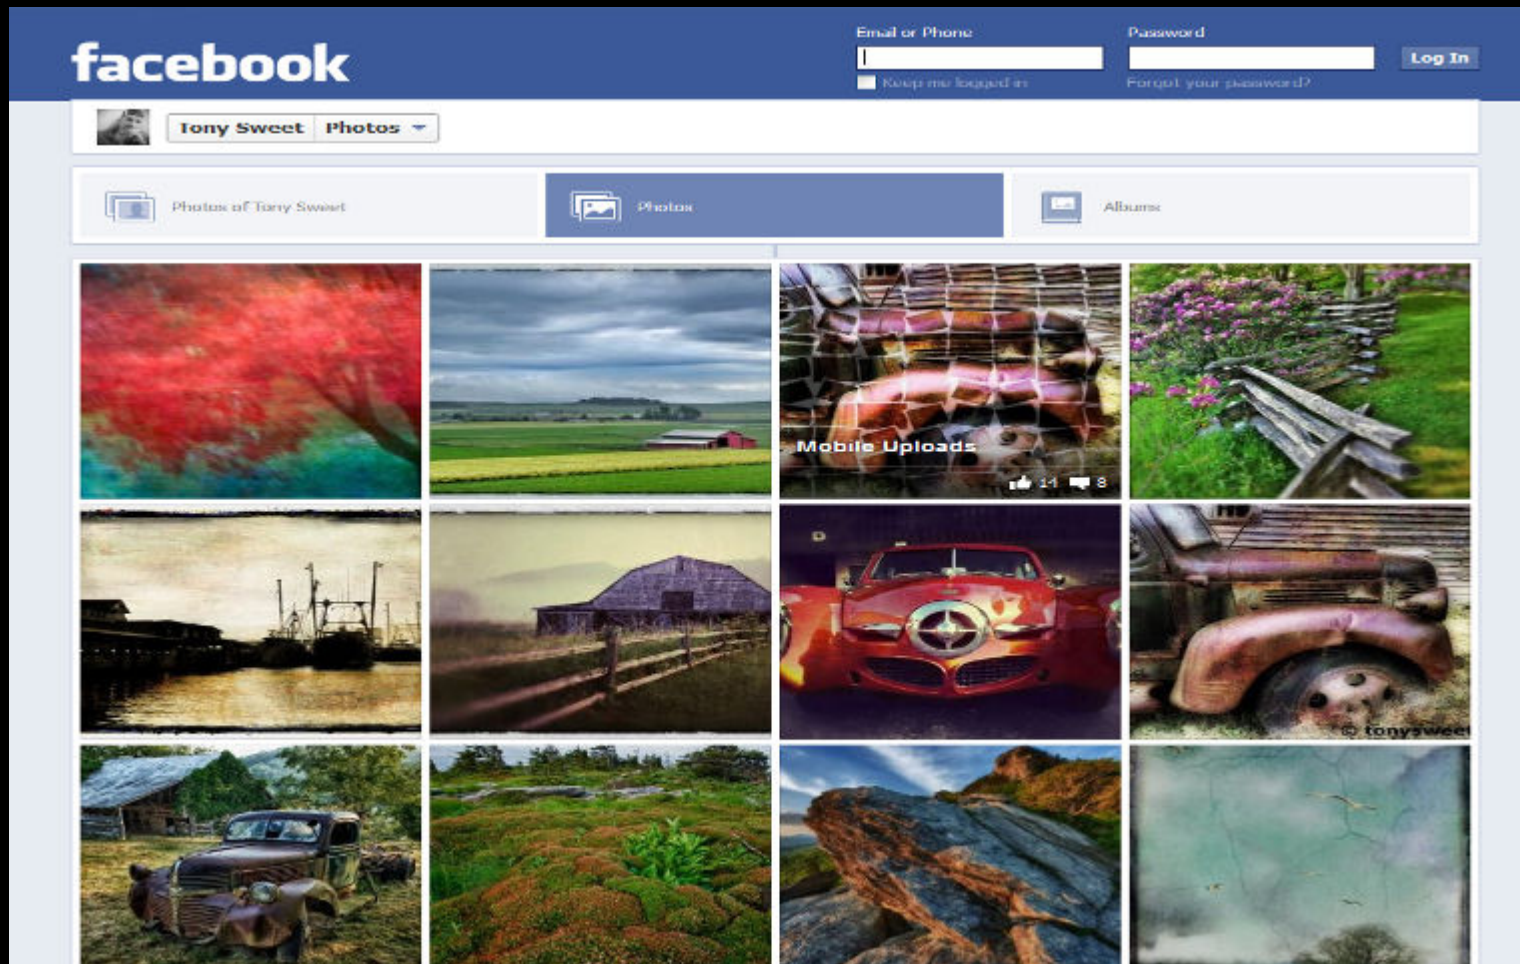 Email or Phone
Password
facebook
Log In
Keep me logged in
Forgot your password?
Tony Sweet
Photos
Photos of Tony Sweet
Photos
Albums
Mobile Uploads
14
8
© tonysweet